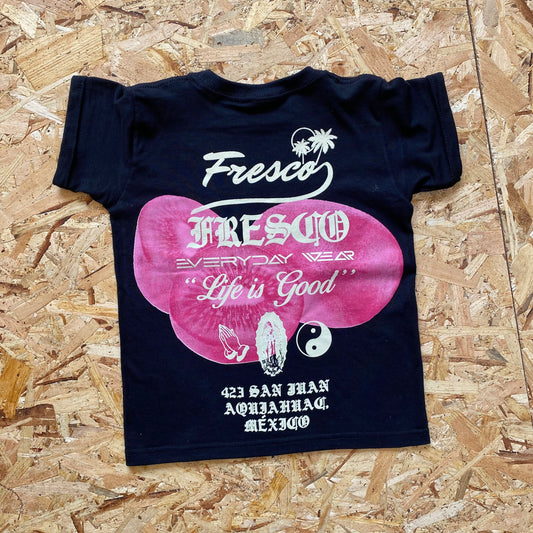 Fresco
FRESCO
EVERYDAY WEAR
“Life is Good”
423 SAN JUAN
AQUIAHUAC,
MÉXICO